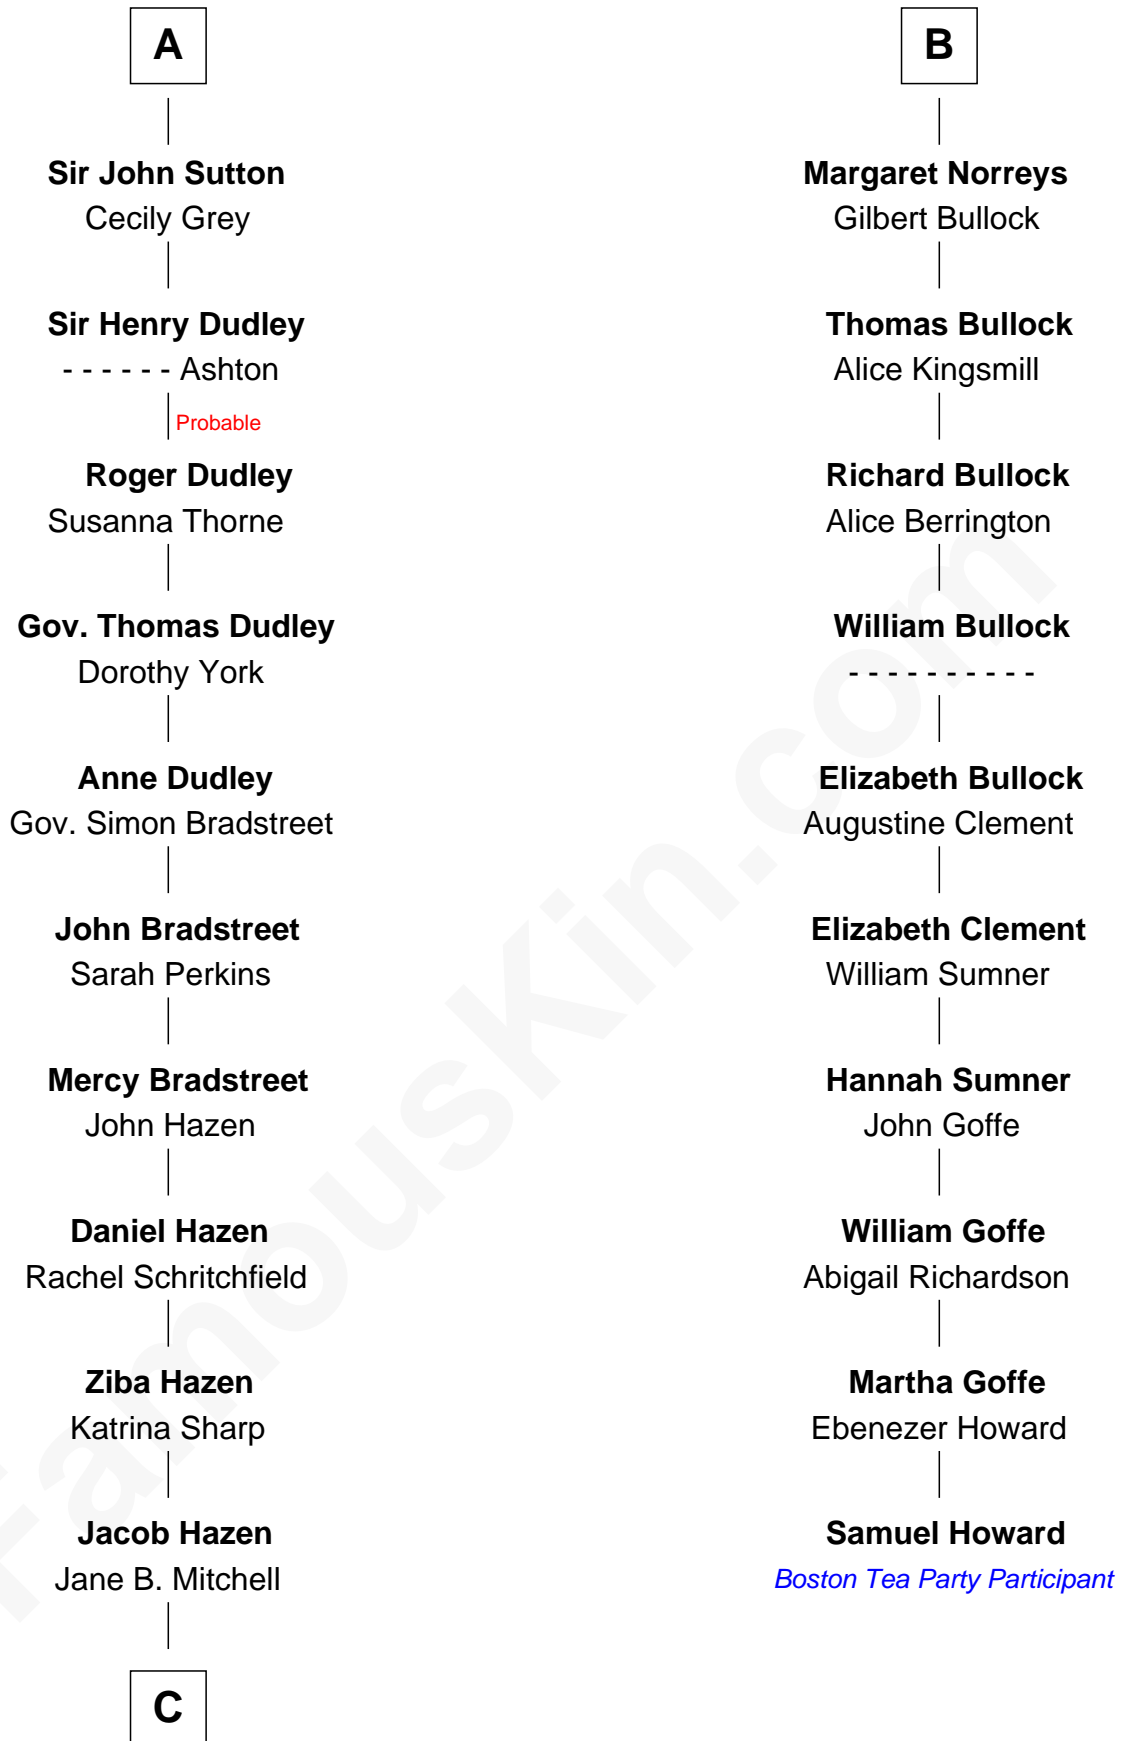 A
Sir John Sutton
Cecily Grey
Sir Henry Dudley
- - - - - - Ashton
Probable
Roger Dudley
Susanna Thorne
Gov. Thomas Dudley
Dorothy York
Anne Dudley
Gov. Simon Bradstreet
John Bradstreet
Sarah Perkins
Mercy Bradstreet
John Hazen
Daniel Hazen
Rachel Schritchfield
Ziba Hazen
Katrina Sharp
Jacob Hazen
Jane B. Mitchell
C
B
Margaret Norreys
Gilbert Bullock
Thomas Bullock
Alice Kingsmill
Richard Bullock
Alice Berrington
William Bullock
- - - - - - - - - -
Elizabeth Bullock
Augustine Clement
Elizabeth Clement
William Sumner
Hannah Sumner
John Goffe
William Goffe
Abigail Richardson
Martha Goffe
Ebenezer Howard
Samuel Howard
Boston Tea Party Participant
FamousKin.com